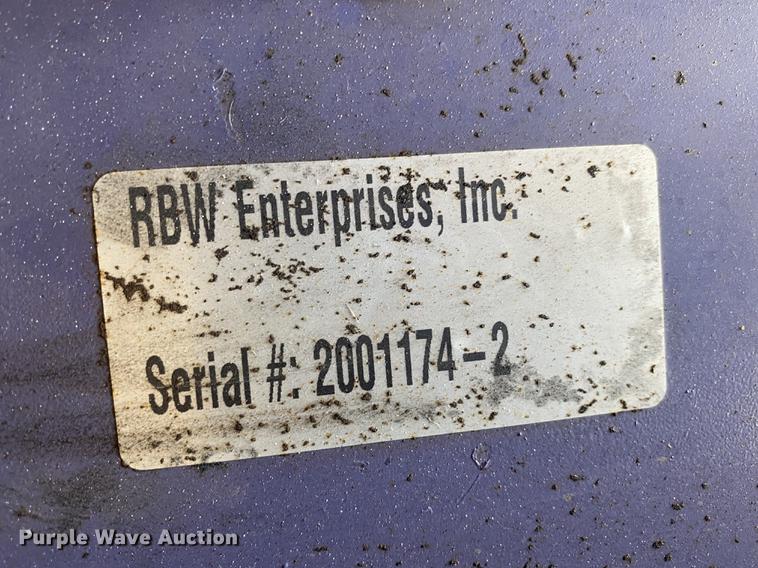 RBW Enterprises, Inc.
Serial #: 2001174-2
Purple Wave Auction